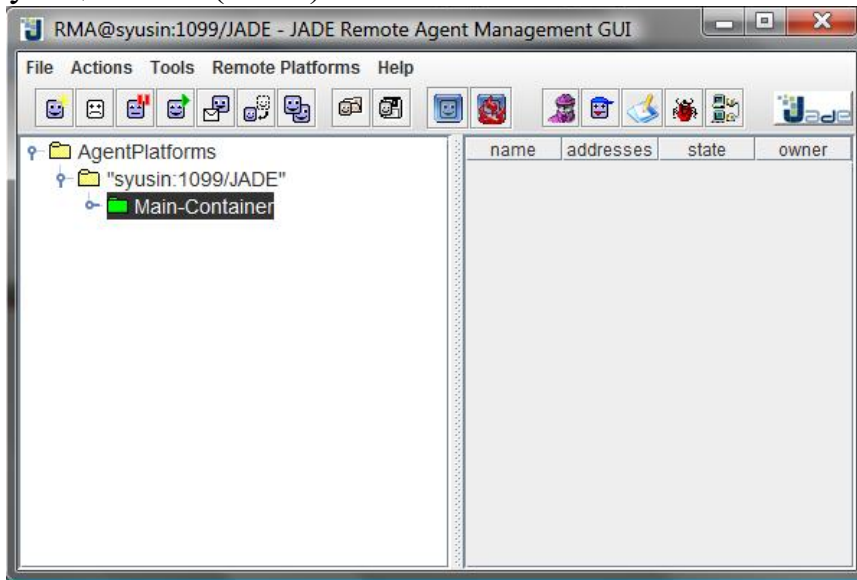 RMA@syusin:1099/JADE - JADE Remote Agent Management GUI
File Actions Tools Remote Platforms Help
Jade
AgentPlatforms
"syusin:1099/JADE"
Main-Container
name addresses state owner